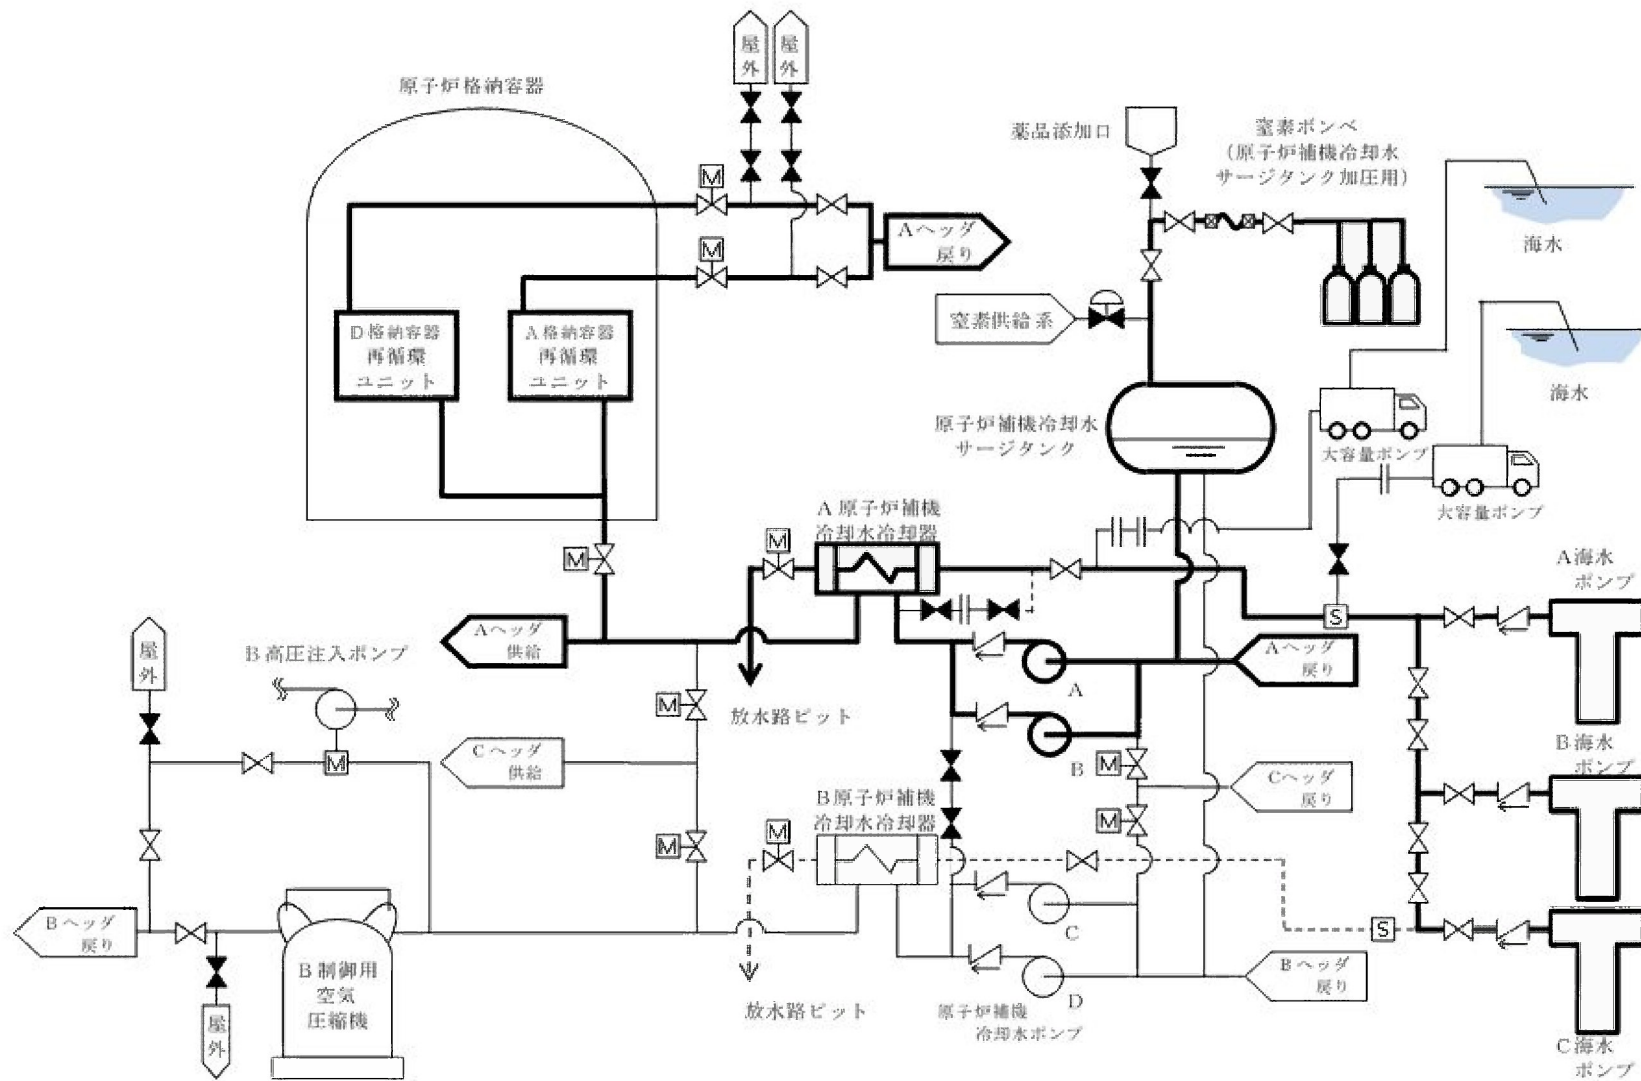 屋外
屋外
原子炉格納容器
薬品添加口
窒素ボンベ
(原子炉補機冷却水
サージタンク加圧用)
M
海水
Aヘッダ
戻り
M
D格納容器
再循環
ユニット
A格納容器
再循環
ユニット
窒素供給系
海水
原子炉補機冷却水
サージタンク
大容量ポンプ
大容量ポンプ
A原子炉補機
冷却水冷却器
M
M
A海水
ポンプ
S
Aヘッダ
供給
Aヘッダ
戻り
屋外
B高圧注入ポンプ
A
M
放水路ピット
B海水
ポンプ
Cヘッダ
供給
M
B
M
Cヘッダ
戻り
B原子炉補機
冷却水冷却器
M
M
M
Bヘッダ
戻り
C
S
B制御用
空気
圧縮機
Bヘッダ
戻り
D
放水路ピット
原子炉補機
冷却水ポンプ
屋外
C海水
ポンプ